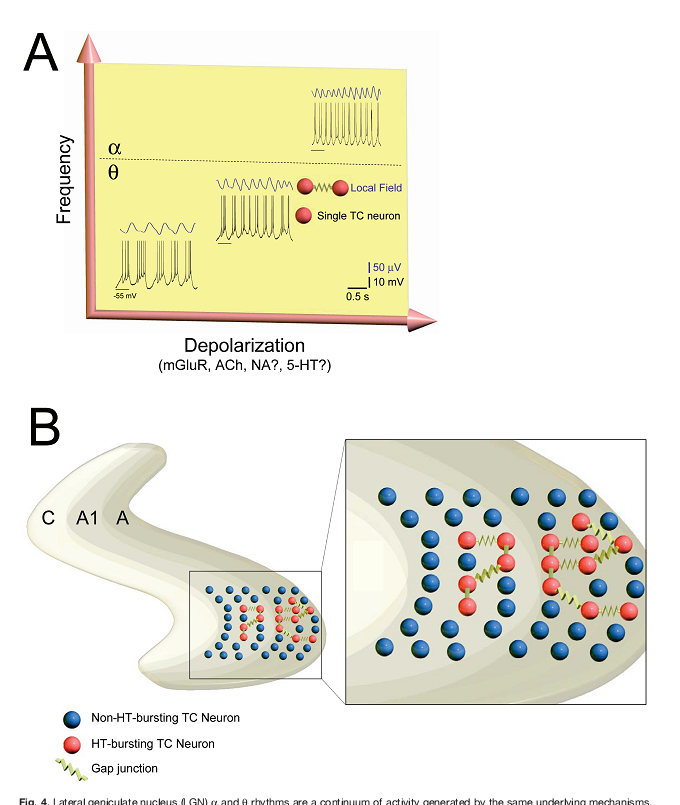 A
Frequency
α
θ
Local Field
Single TC neuron
50 µV
10 mV
0.5 s
-55 mV
Depolarization
(mGluR, ACh, NA?, 5-HT?)
B
C A1 A
Non-HT-bursting TC Neuron
HT-bursting TC Neuron
Gap junction
Fig. 4. Lateral geniculate nucleus (LGN) α and θ rhythms are a continuum of activity generated by the same underlying mechanisms.